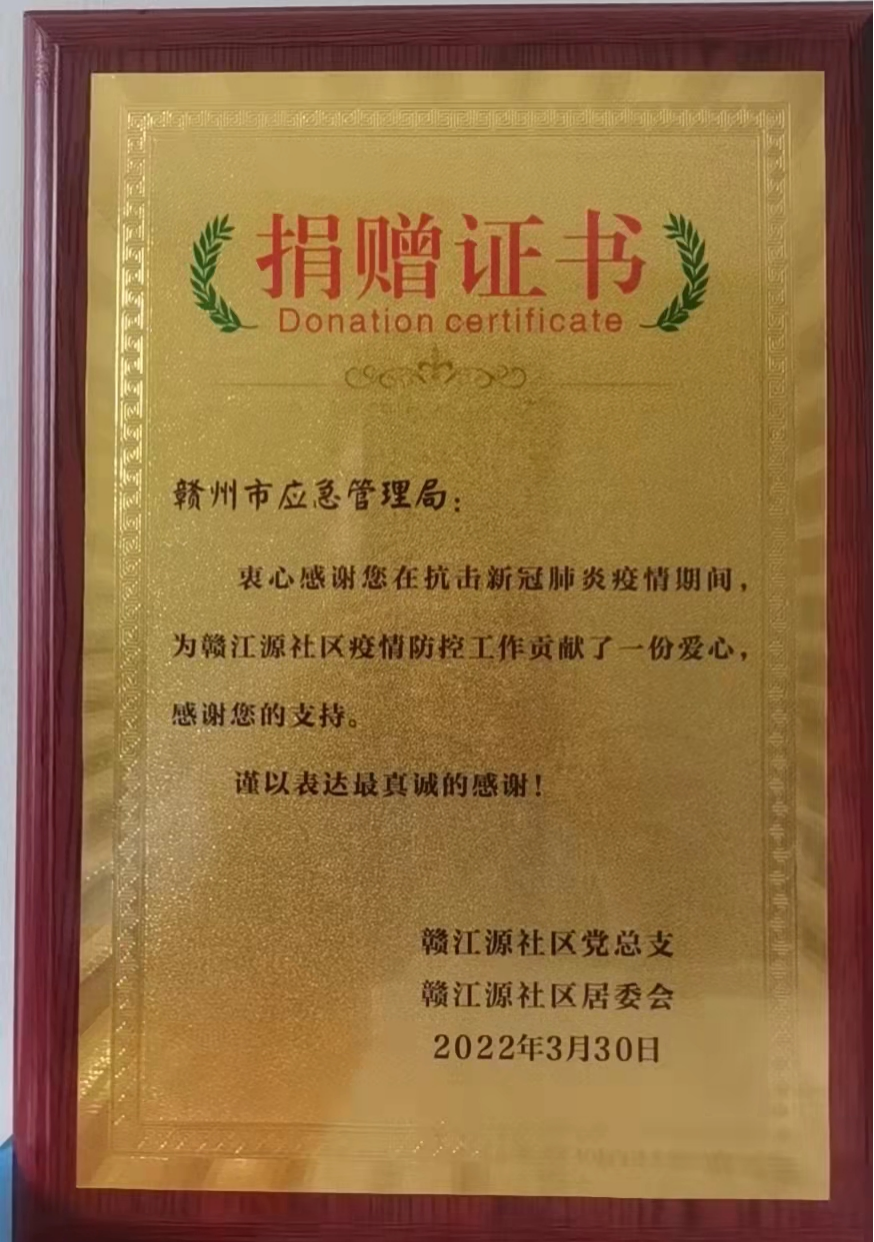 捐赠证书
Donation certificate
赣州市应急管理局：
衷心感谢您在抗击新冠肺炎疫情期间，
为赣江源社区疫情防控工作贡献了一份爱心，
感谢您的支持。
谨以表达最真诚的感谢！
赣江源社区党总支
赣江源社区居委会
2022年3月30日